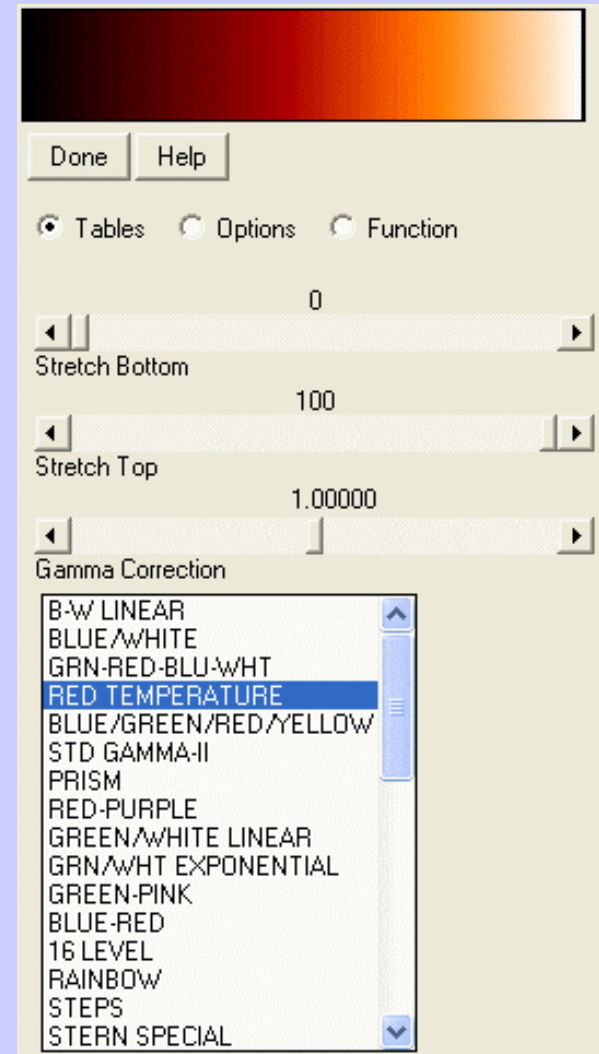 Done Help
Tables Options Function
0
Stretch Bottom
100
Stretch Top
1.00000
Gamma Correction
B-W LINEAR
BLUE/WHITE
GRN-RED-BLU-WHT
RED TEMPERATURE
BLUE/GREEN/RED/YELLOW
STD GAMMA-II
PRISM
RED-PURPLE
GREEN/WHITE LINEAR
GRN/WHT EXPONENTIAL
GREEN-PINK
BLUE-RED
16 LEVEL
RAINBOW
STEPS
STERN SPECIAL